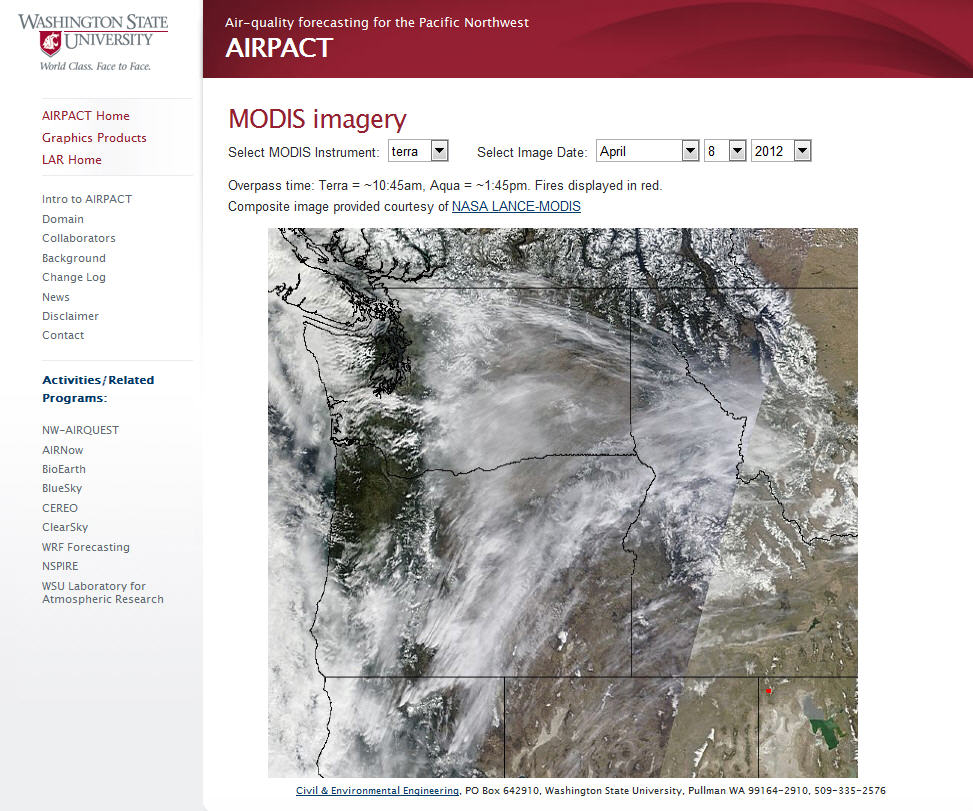 WASHINGTON STATE
UNIVERSITY
World Class. Face to Face.
Air-quality forecasting for the Pacific Northwest
AIRPACT
AIRPACT Home
Graphics Products
LAR Home
Intro to AIRPACT
Domain
Collaborators
Background
Change Log
News
Disclaimer
Contact
Activities/Related
Programs:
NW-AIRQUEST
AIRNow
BioEarth
BlueSky
CEREO
ClearSky
WRF Forecasting
NSPIRE
WSU Laboratory for
Atmospheric Research
MODIS imagery
Select MODIS Instrument: terra Select Image Date: April 8 2012
Overpass time: Terra = ~10:45am, Aqua = ~1:45pm. Fires displayed in red.
Composite image provided courtesy of NASA LANCE-MODIS
Civil & Environmental Engineering, PO Box 642910, Washington State University, Pullman WA 99164-2910, 509-335-2576